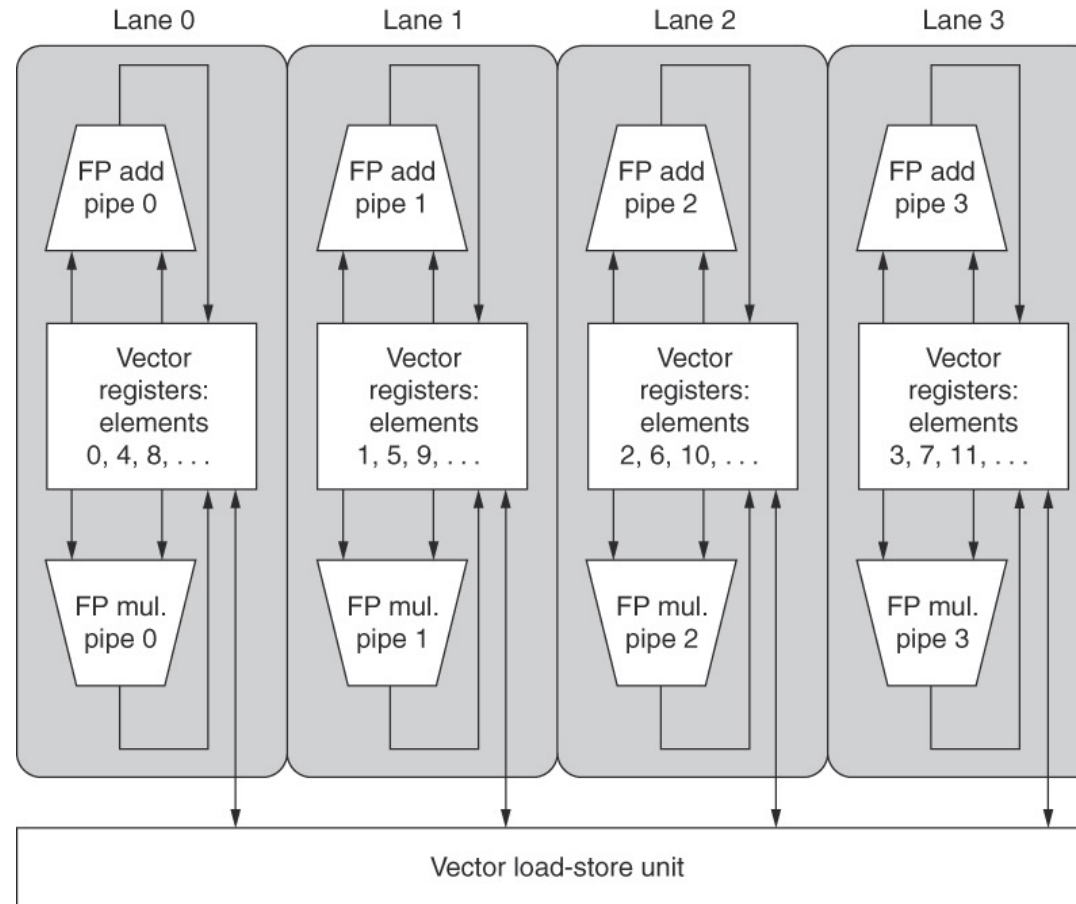 Lane 0
Lane 1
Lane 2
Lane 3
FP add
pipe 0
FP add
pipe 1
FP add
pipe 2
FP add
pipe 3
Vector
registers:
elements
0, 4, 8, . . .
Vector
registers:
elements
1, 5, 9, . . .
Vector
registers:
elements
2, 6, 10, . . .
Vector
registers:
elements
3, 7, 11, . . .
FP mul.
pipe 0
FP mul.
pipe 1
FP mul.
pipe 2
FP mul.
pipe 3
Vector load-store unit